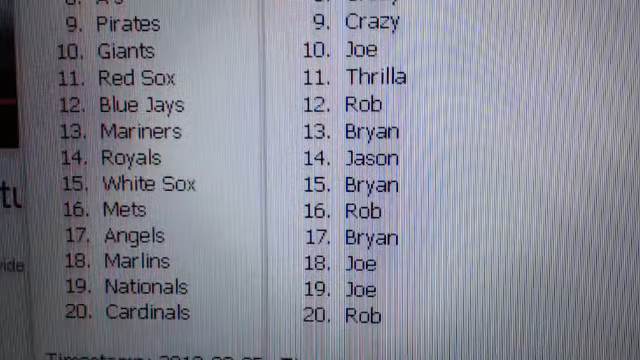 8. A's
9. Pirates
10. Giants
11. Red Sox
12. Blue Jays
13. Mariners
14. Royals
15. White Sox
16. Mets
17. Angels
18. Marlins
19. Nationals
20. Cardinals
9. Crazy
10. Joe
11. Thrilla
12. Rob
13. Bryan
14. Jason
15. Bryan
16. Rob
17. Bryan
18. Joe
19. Joe
20. Rob